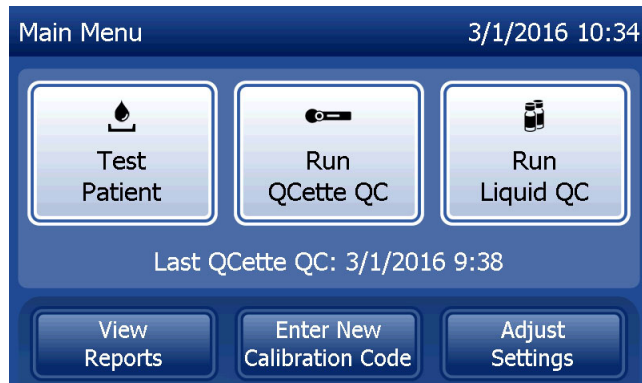 Main Menu 3/1/2016 10:34
Test
Patient
Run
QCette QC
Run
Liquid QC
Last QCette QC: 3/1/2016 9:38
View
Reports
Enter New
Calibration Code
Adjust
Settings